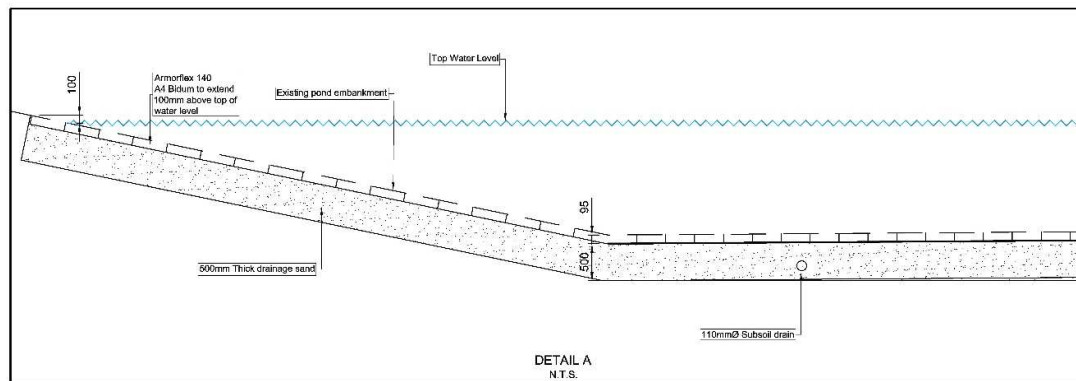 Top Water Level
100
Armorflex 140
A4 Bidum to extend
100mm above top of
water level
Existing pond embankment
95
500
500mm Thick drainage sand
110mmØ Subsoil drain
DETAIL A
N.T.S.